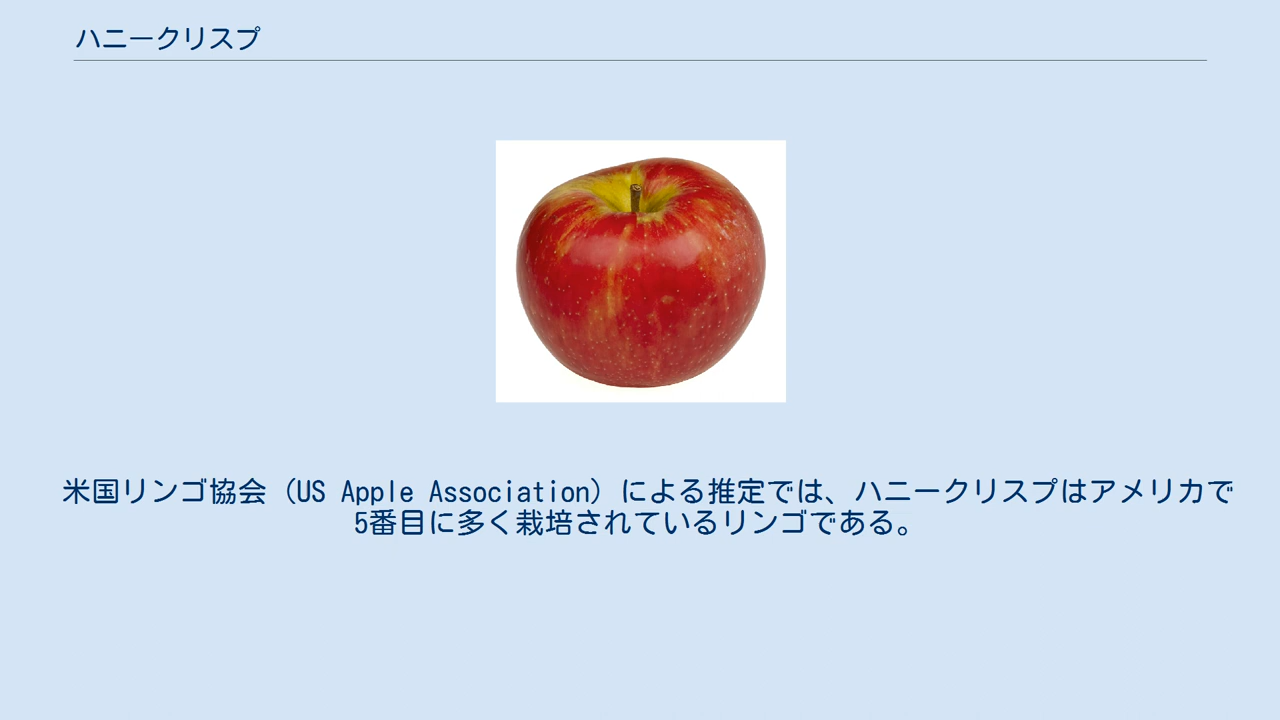 ハニークリスプ
米国リンゴ協会（US Apple Association）による推定では、ハニークリスプはアメリカで
5番目に多く栽培されているリンゴである。